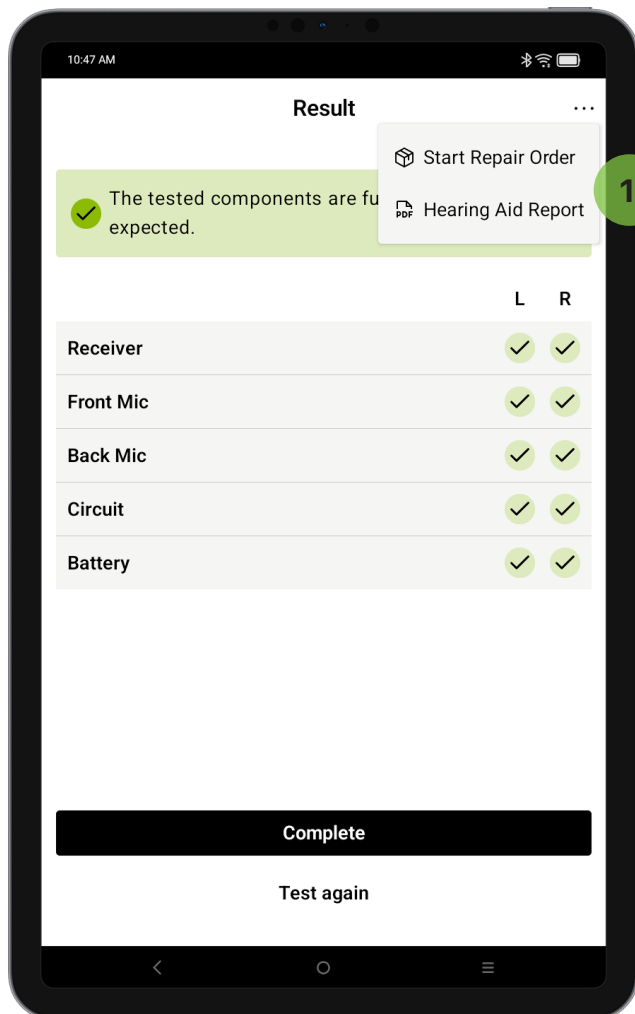 10:47 AM
Result
Start Repair Order
PDF Hearing Aid Report
1
The tested components are fu
expected.
L R
Receiver
Front Mic
Back Mic
Circuit
Battery
Complete
Test again